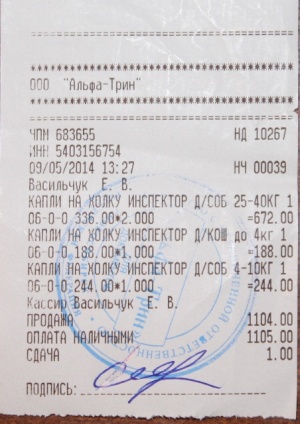 ==============================
******************************
ООО "Альфа-Трин"
******************************
==============================
ЧПМ 683655 НД 10267
ИНН 5403156754
09/05/2014 13:27 НЧ 00039
Васильчук Е. В.
КАПЛИ НА ХОЛКУ ИНСПЕКТОР Д/СОБ 25-40КГ 1
06-0-0 336.00*2.000 =672.00
КАПЛИ НА ХОЛКУ ИНСПЕКТОР Д/КОШ до 4кг 1
06-0-0 188.00*1.000 =188.00
КАПЛИ НА ХОЛКУ ИНСПЕКТОР Д/СОБ 4-10КГ 1
06-0-0 244.00*1.000 =244.00
Кассир Васильчук Е. В.
ПРОДАЖА 1104.00
ОПЛАТА НАЛИЧНЫМИ 1105.00
СДАЧА 1.00
ПОДПИСЬ: